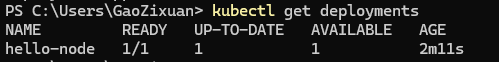 PS C:\Users\GaoZixuan> kubectl get deployments
NAME         READY   UP-TO-DATE   AVAILABLE   AGE
hello-node   1/1     1            1           2m11s